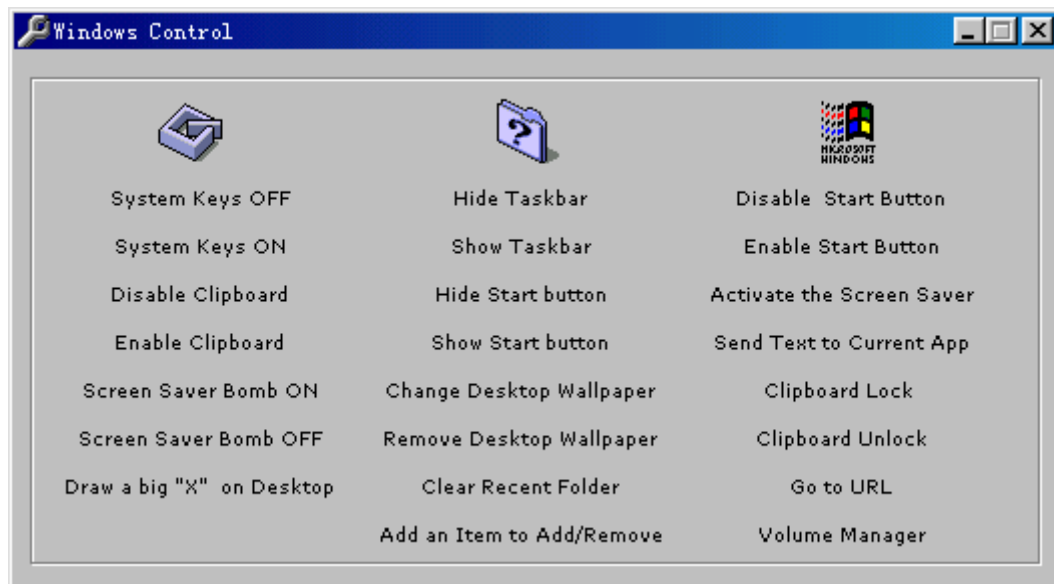 Windows Control
MICROSOFT
WINDOWS
System Keys OFF
Hide Taskbar
Disable  Start Button
System Keys ON
Show Taskbar
Enable Start Button
Disable Clipboard
Hide Start button
Activate the Screen Saver
Enable Clipboard
Show Start button
Send Text to Current App
Screen Saver Bomb ON
Change Desktop Wallpaper
Clipboard Lock
Screen Saver Bomb OFF
Remove Desktop Wallpaper
Clipboard Unlock
Draw a big "X"  on Desktop
Clear Recent Folder
Go to URL
Add an Item to Add/Remove
Volume Manager